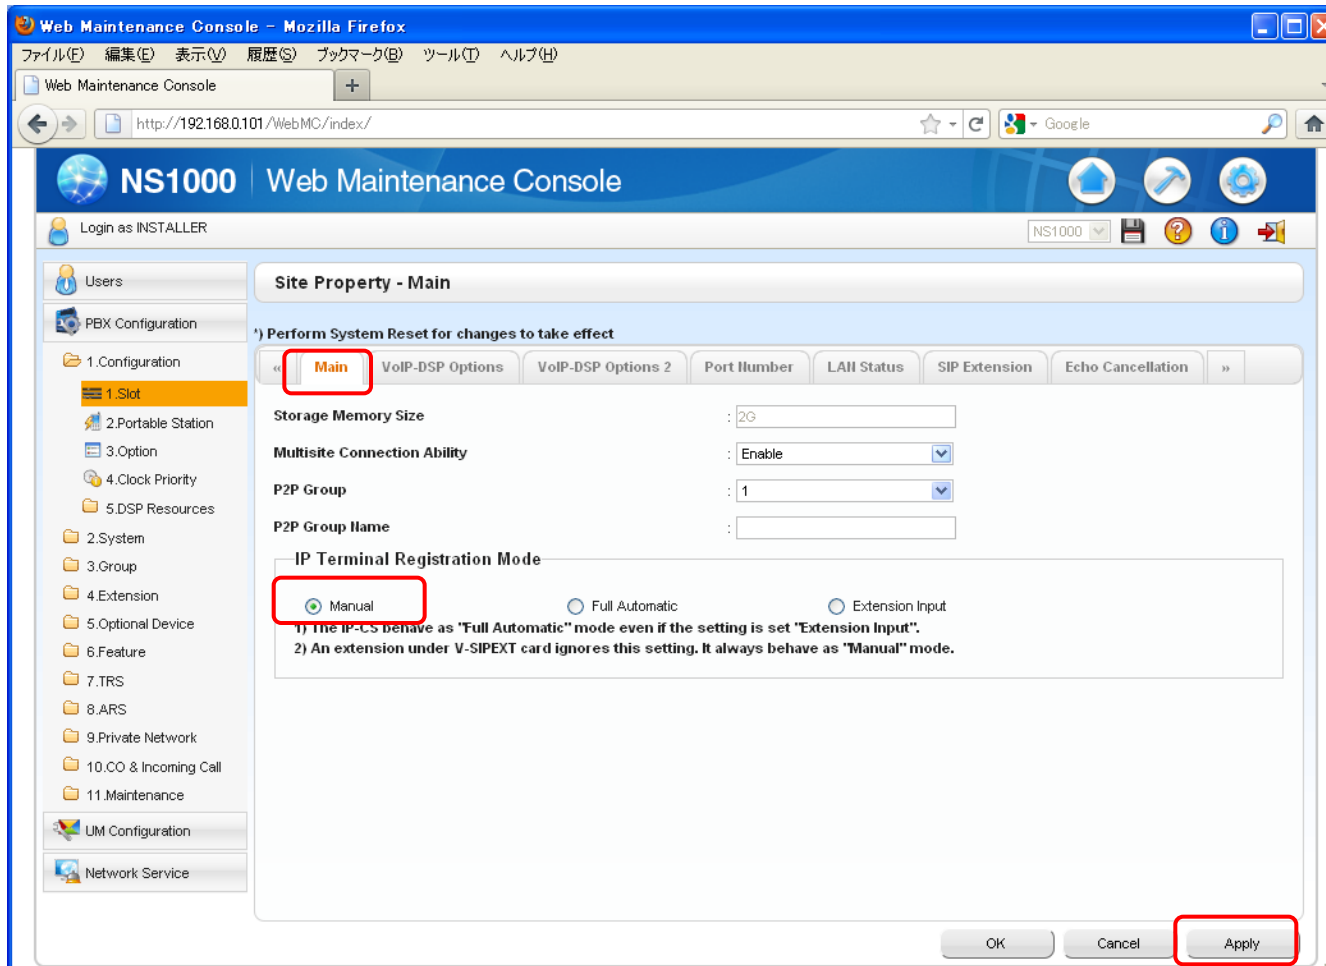 Web Maintenance Console - Mozilla Firefox
ファイル(F) 編集(E) 表示(V) 履歴(S) ブックマーク(B) ツール(T) ヘルプ(H)
Web Maintenance Console
http://192.168.0.101/WebMC/index/ Google
NS1000 Web Maintenance Console
Login as INSTALLER NS1000
Users
Site Property - Main
PBX Configuration
*) Perform System Reset for changes to take effect
1.Configuration
« Main VoIP-DSP Options VoIP-DSP Options 2 Port Number LAN Status SIP Extension Echo Cancellation »
1.Slot
Storage Memory Size : 2G
2.Portable Station
Multisite Connection Ability : Enable
3.Option
4.Clock Priority
P2P Group : 1
5.DSP Resources
P2P Group Name :
2.System
IP Terminal Registration Mode
3.Group
4.Extension
Manual Full Automatic Extension Input
5.Optional Device
1) The IP-CS behave as "Full Automatic" mode even if the setting is set "Extension Input".
6.Feature
2) An extension under V-SIPEXT card ignores this setting. It always behave as "Manual" mode.
7.TRS
8.ARS
9.Private Network
10.CO & Incoming Call
11.Maintenance
UM Configuration
Network Service
OK Cancel Apply